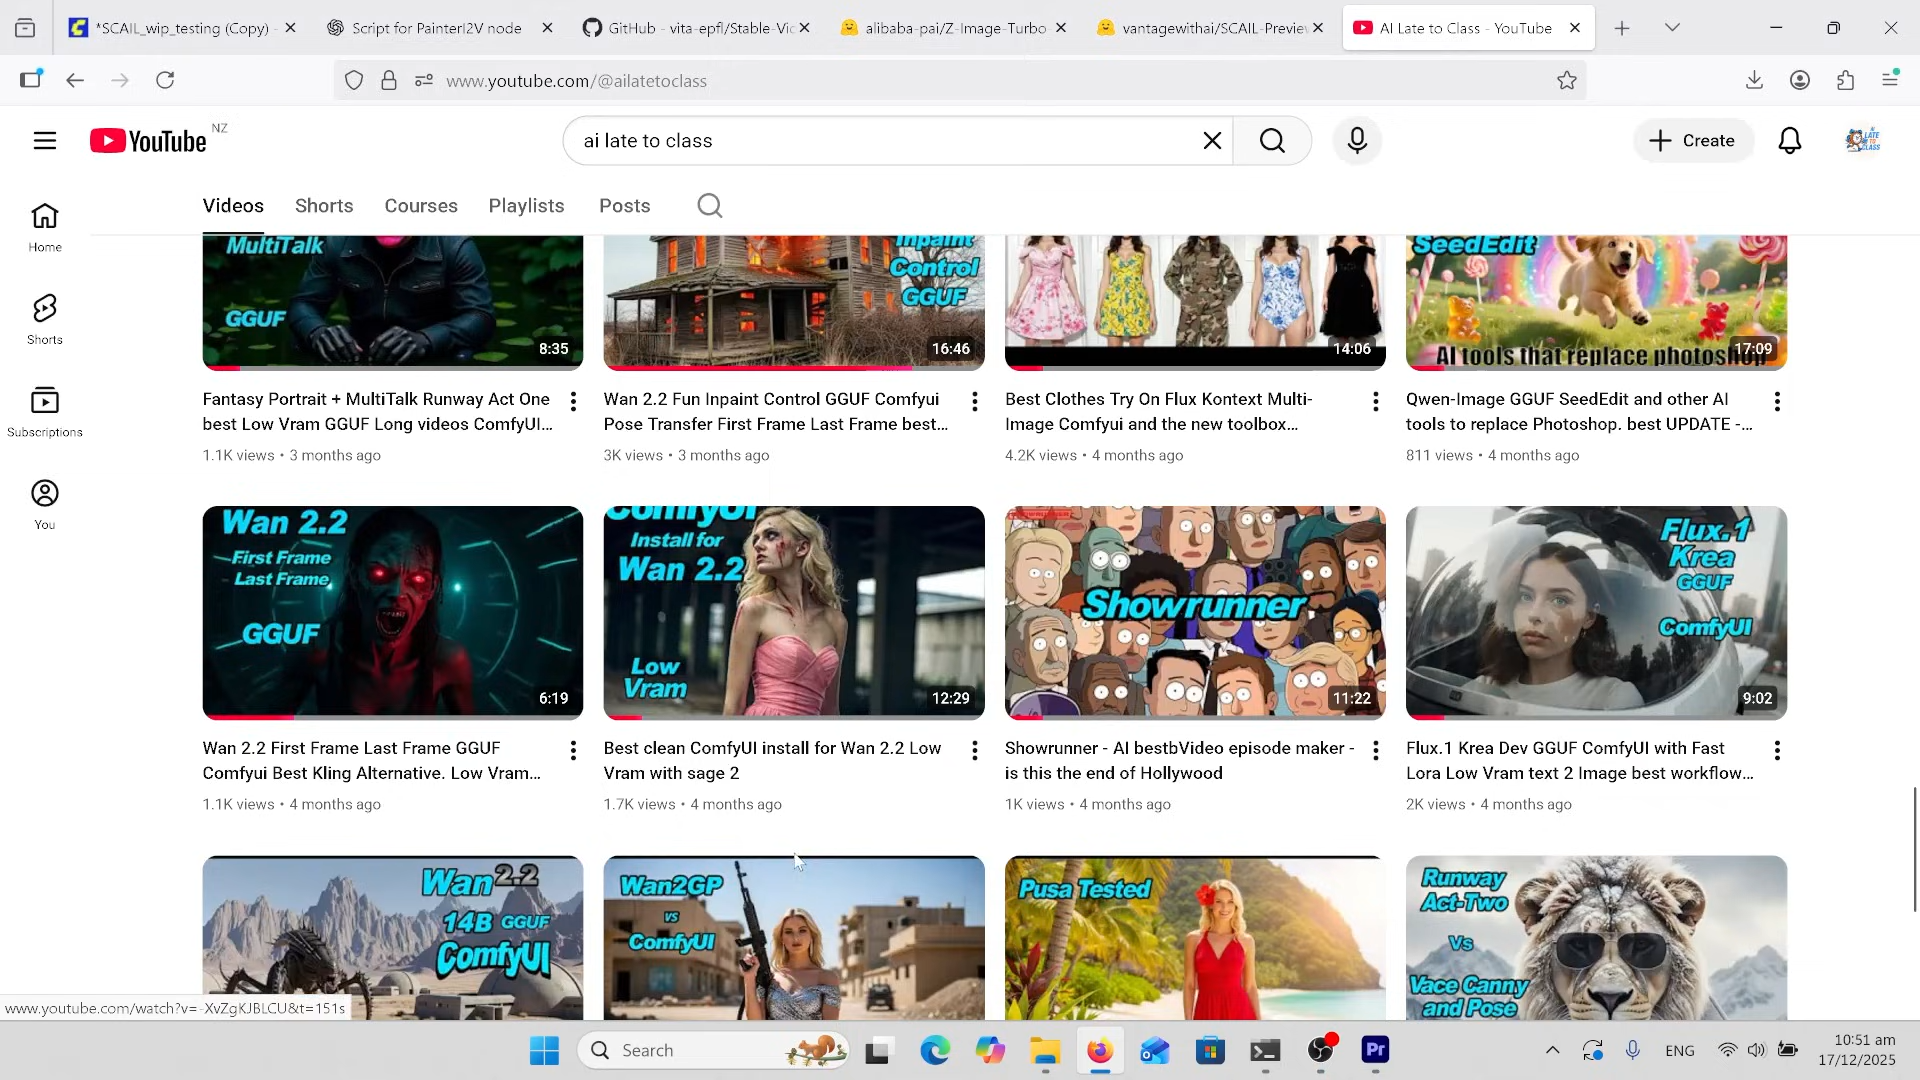 *SCAIL_wip_testing (Copy) -
Script for PainterI2V node
GitHub - vita-epfl/Stable-Vic
alibaba-pai/Z-Image-Turbo
vantagewithai/SCAIL-Preview
AI Late to Class - YouTube
www.youtube.com/@ailatetoclass
YouTube NZ
ai late to class
Create
Videos
Shorts
Courses
Playlists
Posts
Home
Shorts
Subscriptions
You
MultiTalk
GGUF
8:35
Inpaint
Control
GGUF
16:46
14:06
SeedEdit
AI tools that replace photoshop
17:09
Fantasy Portrait + MultiTalk Runway Act One
best Low Vram GGUF Long videos ComfyUI...
1.1K views • 3 months ago
Wan 2.2 Fun Inpaint Control GGUF Comfyui
Pose Transfer First Frame Last Frame best...
3K views • 3 months ago
Best Clothes Try On Flux Kontext Multi-
Image Comfyui and the new toolbox...
4.2K views • 4 months ago
Qwen-Image GGUF SeedEdit and other AI
tools to replace Photoshop. best UPDATE -...
811 views • 4 months ago
Wan 2.2
First Frame
Last Frame
GGUF
6:19
ComfyUI
Install for
Wan 2.2
Low
Vram
12:29
Showrunner
11:22
Flux.1
Krea
GGUF
ComfyUI
9:02
Wan 2.2 First Frame Last Frame GGUF
Comfyui Best Kling Alternative. Low Vram...
1.1K views • 4 months ago
Best clean ComfyUI install for Wan 2.2 Low
Vram with sage 2
1.7K views • 4 months ago
Showrunner - AI bestbVideo episode maker -
is this the end of Hollywood
1K views • 4 months ago
Flux.1 Krea Dev GGUF ComfyUI with Fast
Lora Low Vram text 2 Image best workflow...
2K views • 4 months ago
Wan 2.2
14B GGUF
ComfyUI
Wan2GP
vs
ComfyUI
Pusa Tested
Runway
Act-Two
Vs
Vace Canny
and Pose
www.youtube.com/watch?v=-XvZgKJBLCU&t=151s
Search
Pr
ENG
10:51 am
17/12/2025